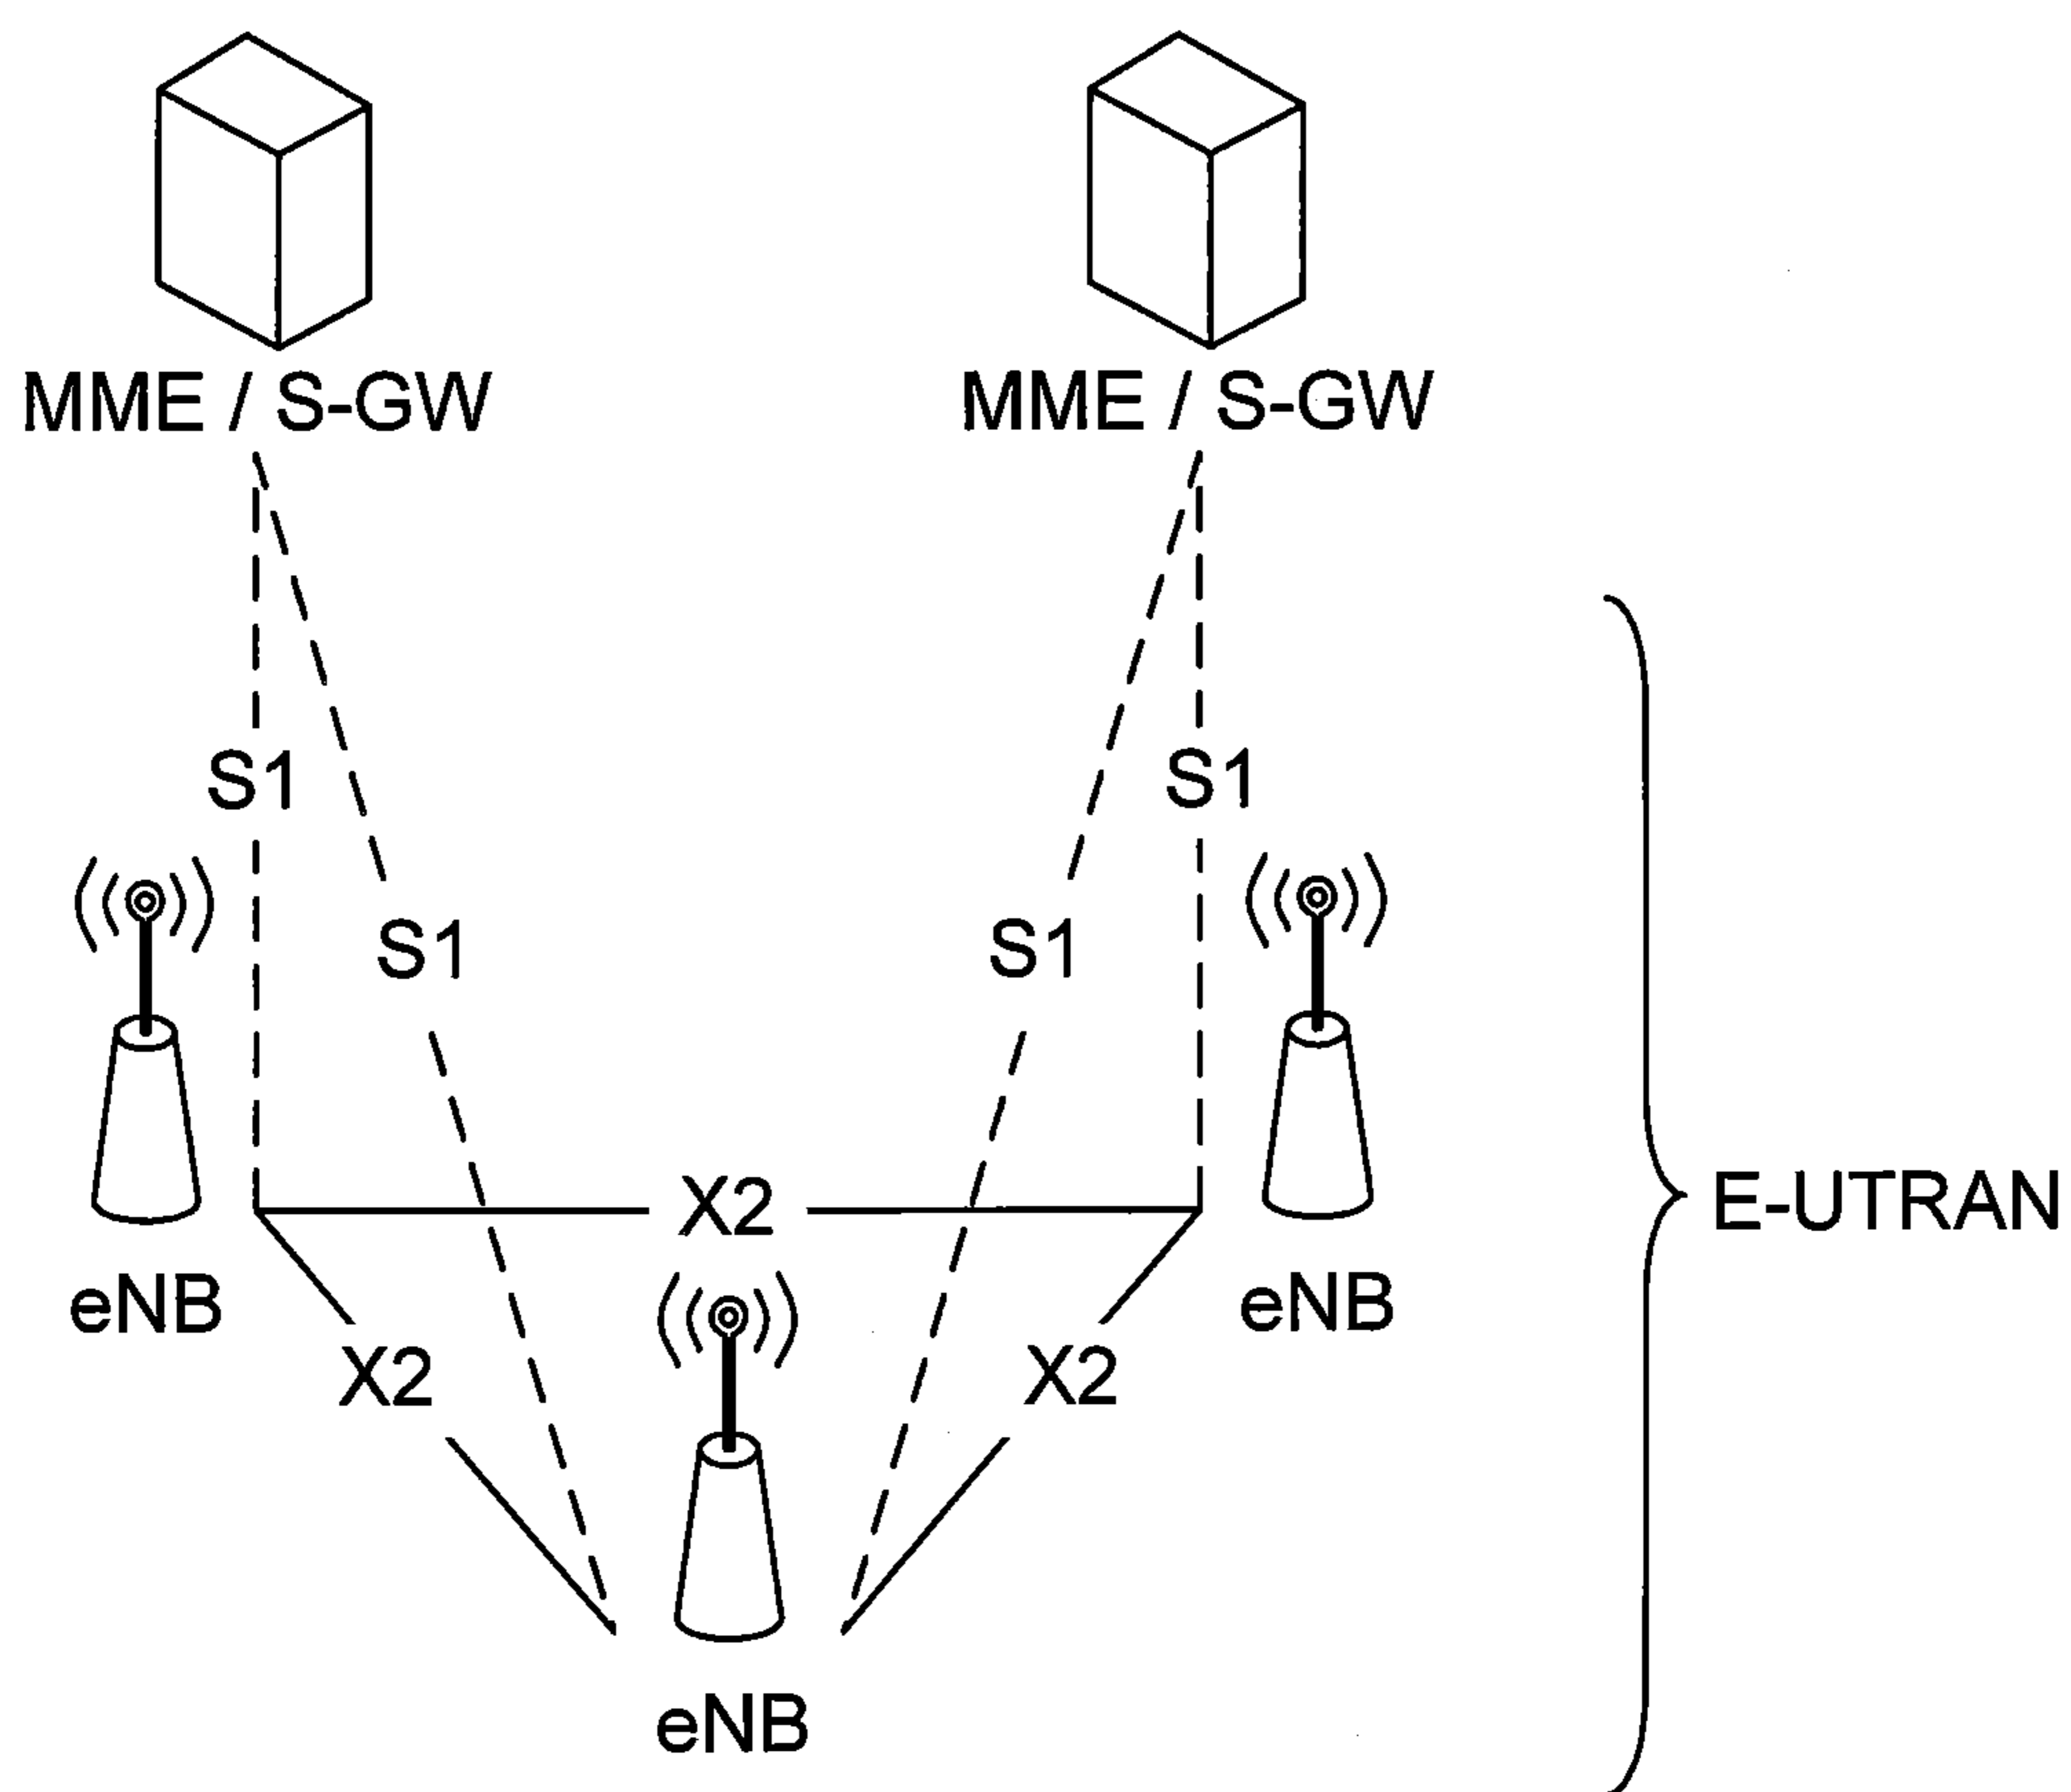 MME / S-GW
MME / S-GW
S1
S1
S1
S1
X2
E-UTRAN
eNB
eNB
X2
X2
eNB